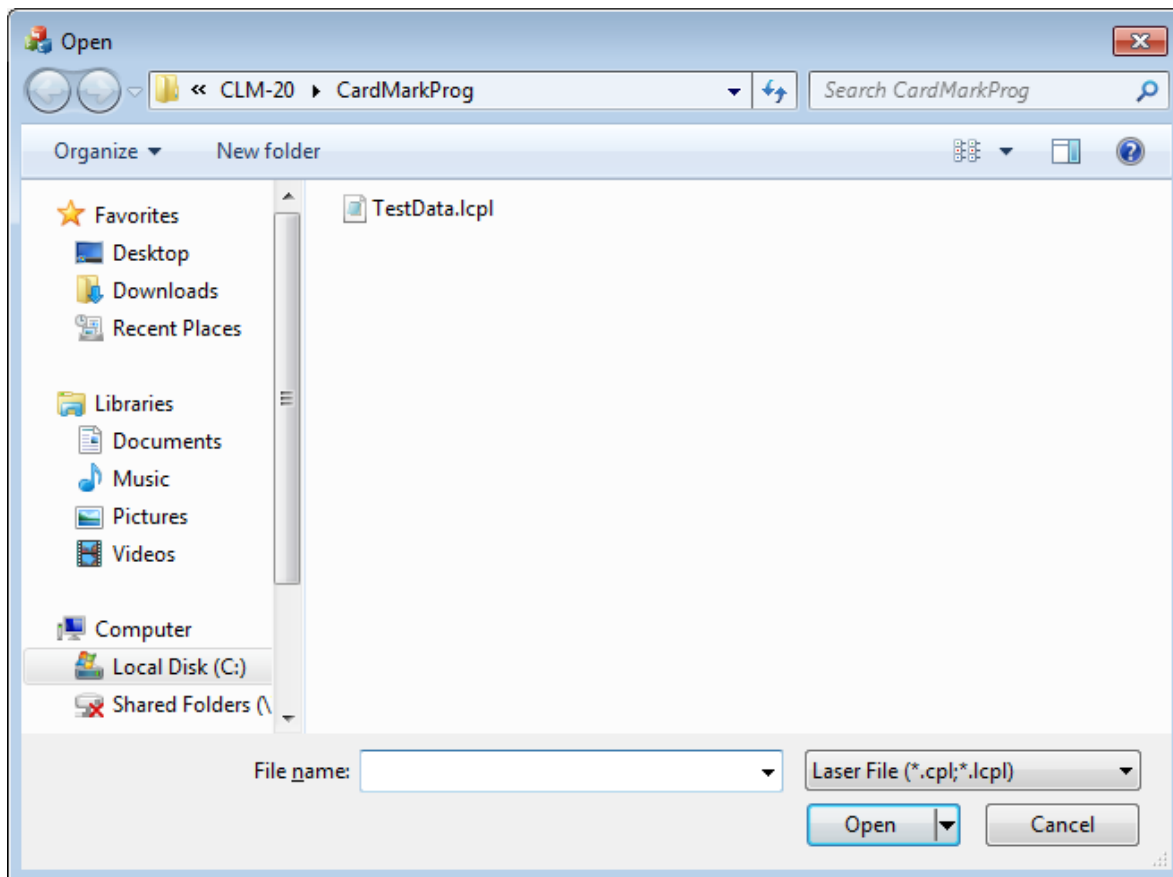 Open
« CLM-20 ▸ CardMarkProg
Search CardMarkProg
Organize
New folder
Favorites
Desktop
Downloads
Recent Places
Libraries
Documents
Music
Pictures
Videos
Computer
Local Disk (C:)
Shared Folders (\
TestData.lcpl
File name:
Laser File (*.cpl;*.lcpl)
Open
Cancel